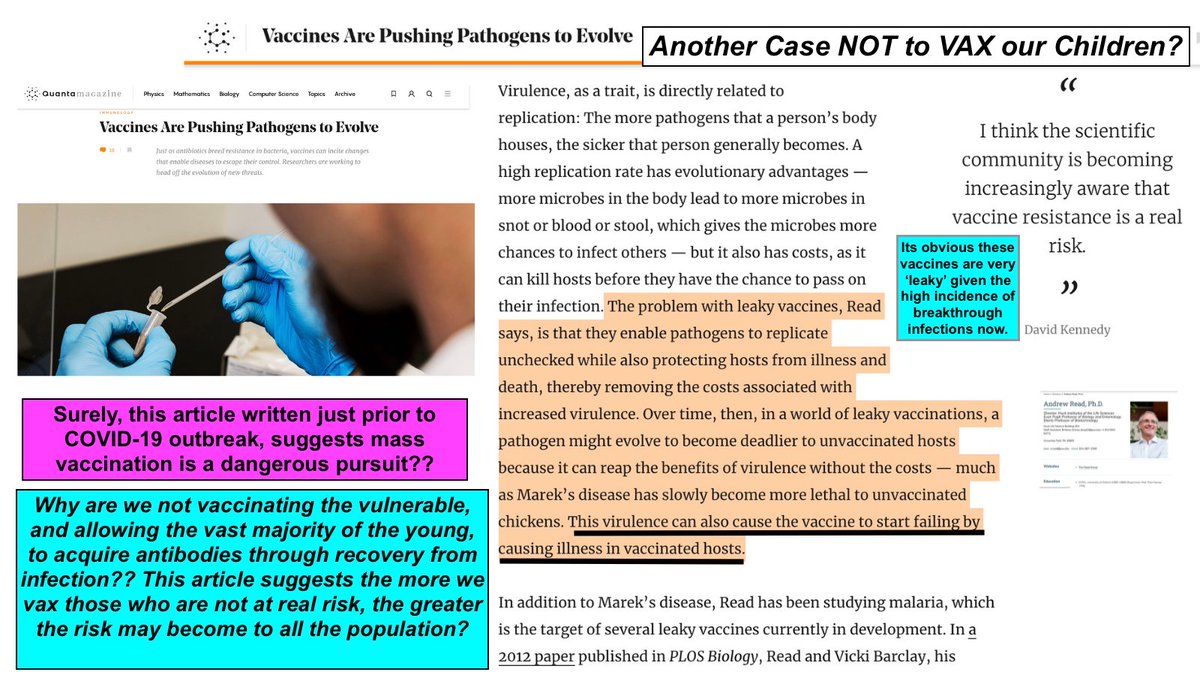 Vaccines Are Pushing Pathogens to Evolve
Another Case NOT to VAX our Children?
Quantamagazine
Physics Mathematics Biology Computer Science Topics Archive
IMMUNOLOGY
Vaccines Are Pushing Pathogens to Evolve
Just as antibiotics breed resistance in bacteria, vaccines can incite changes
that enable diseases to escape their control. Researchers are working to
head off the evolution of new threats.
Surely, this article written just prior to
COVID-19 outbreak, suggests mass
vaccination is a dangerous pursuit??
Why are we not vaccinating the vulnerable,
and allowing the vast majority of the young,
to acquire antibodies through recovery from
infection?? This article suggests the more we
vax those who are not at real risk, the greater
the risk may become to all the population?
Virulence, as a trait, is directly related to
replication: The more pathogens that a person’s body
houses, the sicker that person generally becomes. A
high replication rate has evolutionary advantages —
more microbes in the body lead to more microbes in
snot or blood or stool, which gives the microbes more
chances to infect others — but it also has costs, as it
can kill hosts before they have the chance to pass on
their infection. The problem with leaky vaccines, Read
says, is that they enable pathogens to replicate
unchecked while also protecting hosts from illness and
death, thereby removing the costs associated with
increased virulence. Over time, then, in a world of leaky vaccinations, a
pathogen might evolve to become deadlier to unvaccinated hosts
because it can reap the benefits of virulence without the costs — much
as Marek’s disease has slowly become more lethal to unvaccinated
chickens. This virulence can also cause the vaccine to start failing by
causing illness in vaccinated hosts.
In addition to Marek’s disease, Read has been studying malaria, which
is the target of several leaky vaccines currently in development. In a
2012 paper published in PLOS Biology, Read and Vicki Barclay, his
“
I think the scientific
community is becoming
increasingly aware that
vaccine resistance is a real
risk.
”
David Kennedy
Its obvious these
vaccines are very
‘leaky’ given the
high incidence of
breakthrough
infections now.
Andrew Read, Ph.D.
Websites
Education